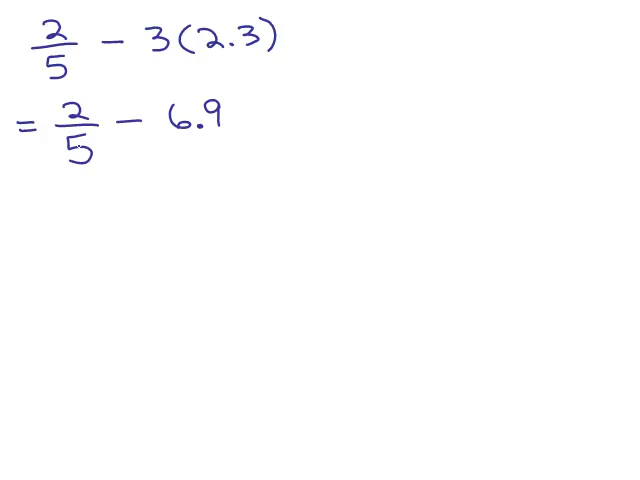 2/5 - 3(2.3)
= 2/5 - 6.9